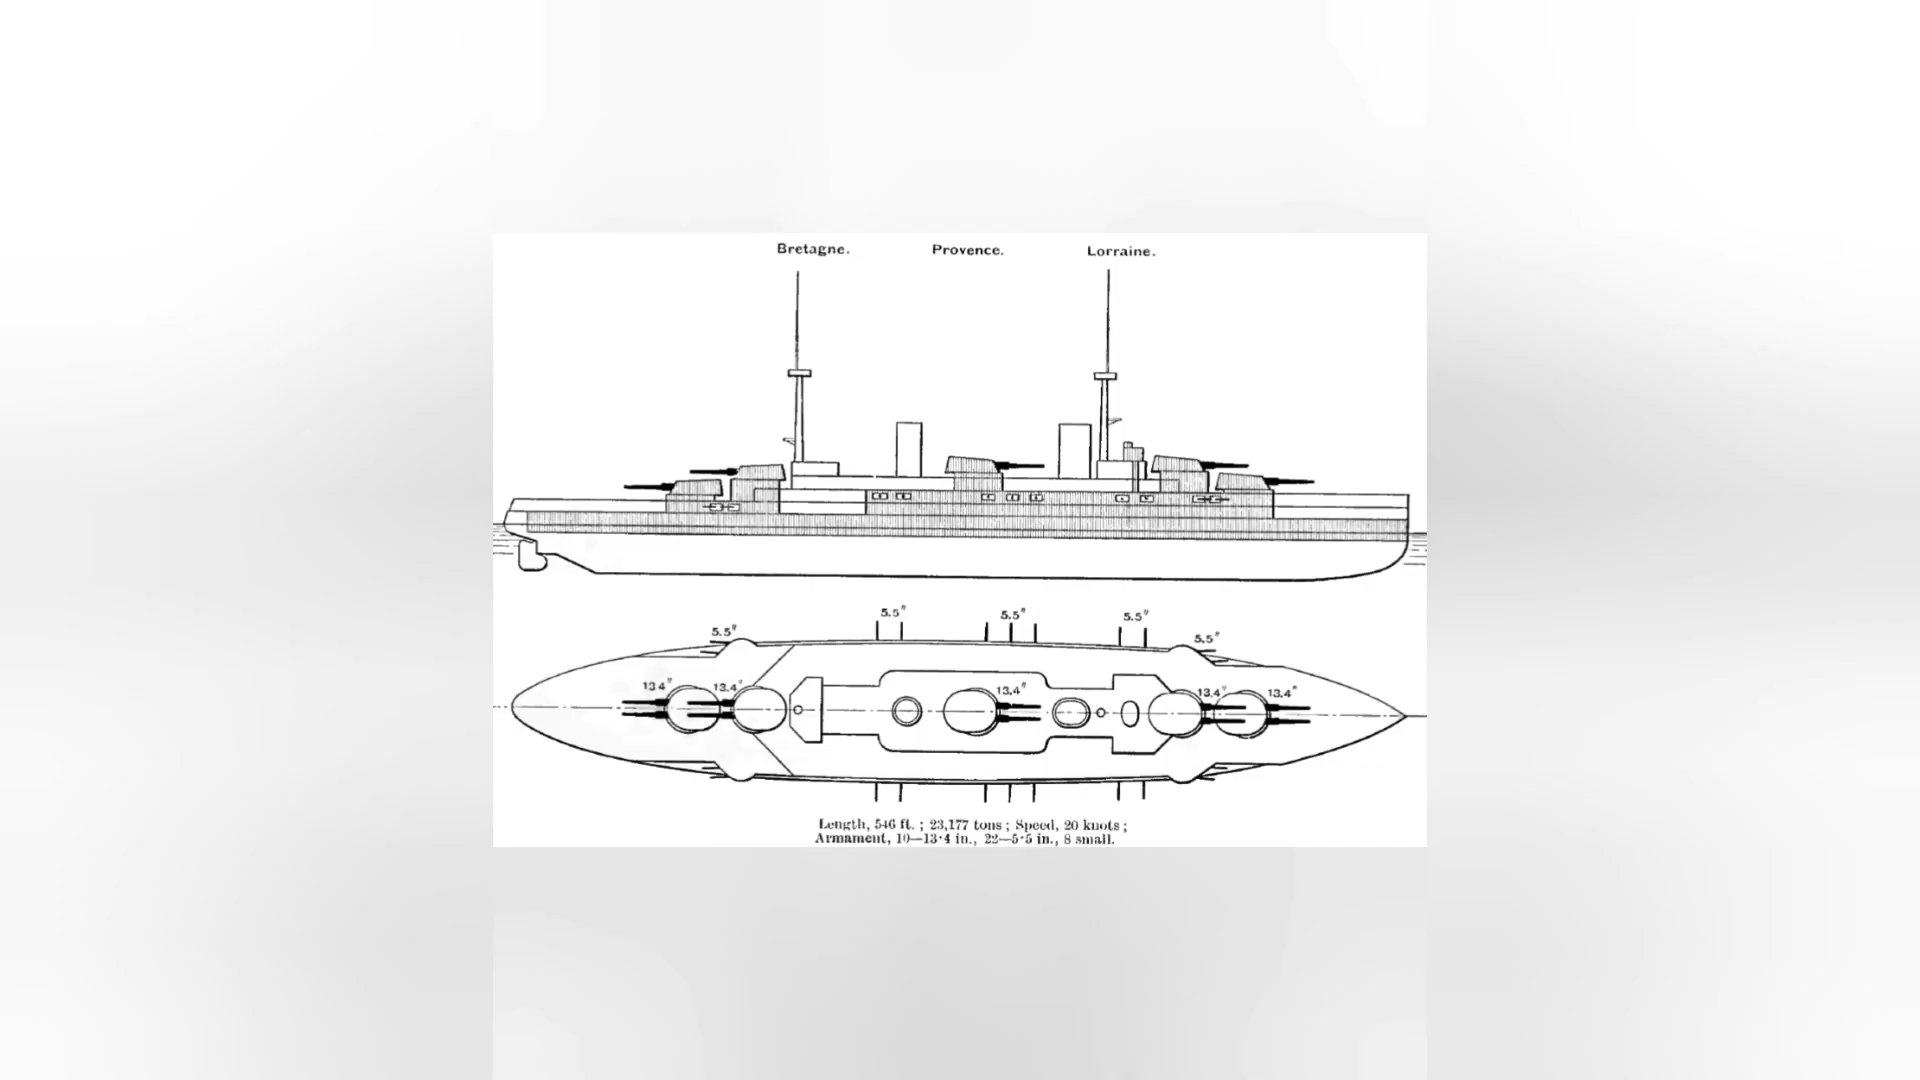 Bretagne. Provence. Lorraine.
5.5" 5.5" 5.5"
5.5" 5.5"
13.4" 13.4" 13.4" 13.4" 13.4"
Length, 546 ft. ; 23,177 tons ; Speed, 20 knots ;
Armament, 10—13·4 in., 22—5·5 in., 8 small.